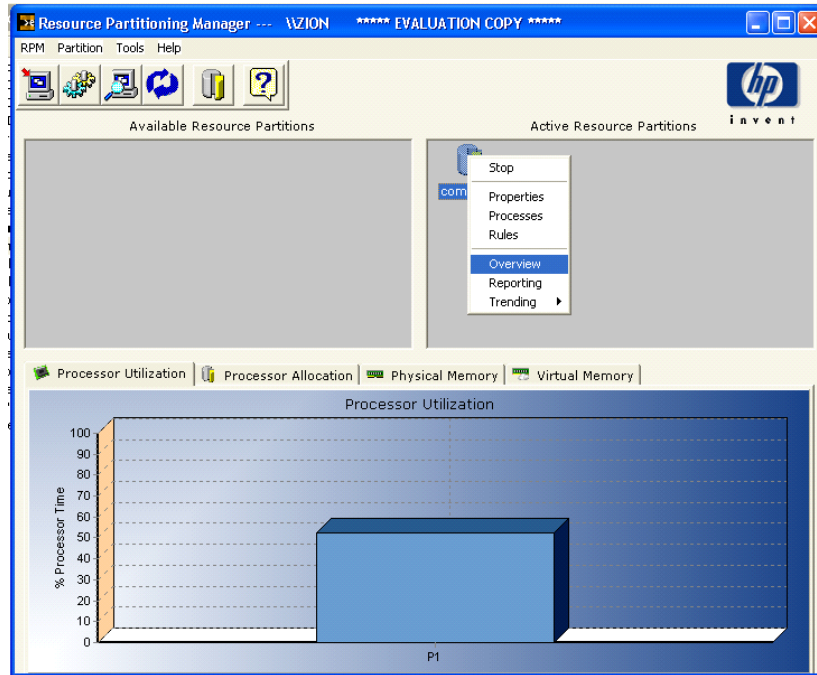 Resource Partitioning Manager --- \\ZION ***** EVALUATION COPY *****
RPM Partition Tools Help
hp
invent
Available Resource Partitions
Active Resource Partitions
com
Stop
Properties
Processes
Rules
Overview
Reporting
Trending
Processor Utilization Processor Allocation Physical Memory Virtual Memory
Processor Utilization
% Processor Time
100
90
80
70
60
50
40
30
20
10
0
P1